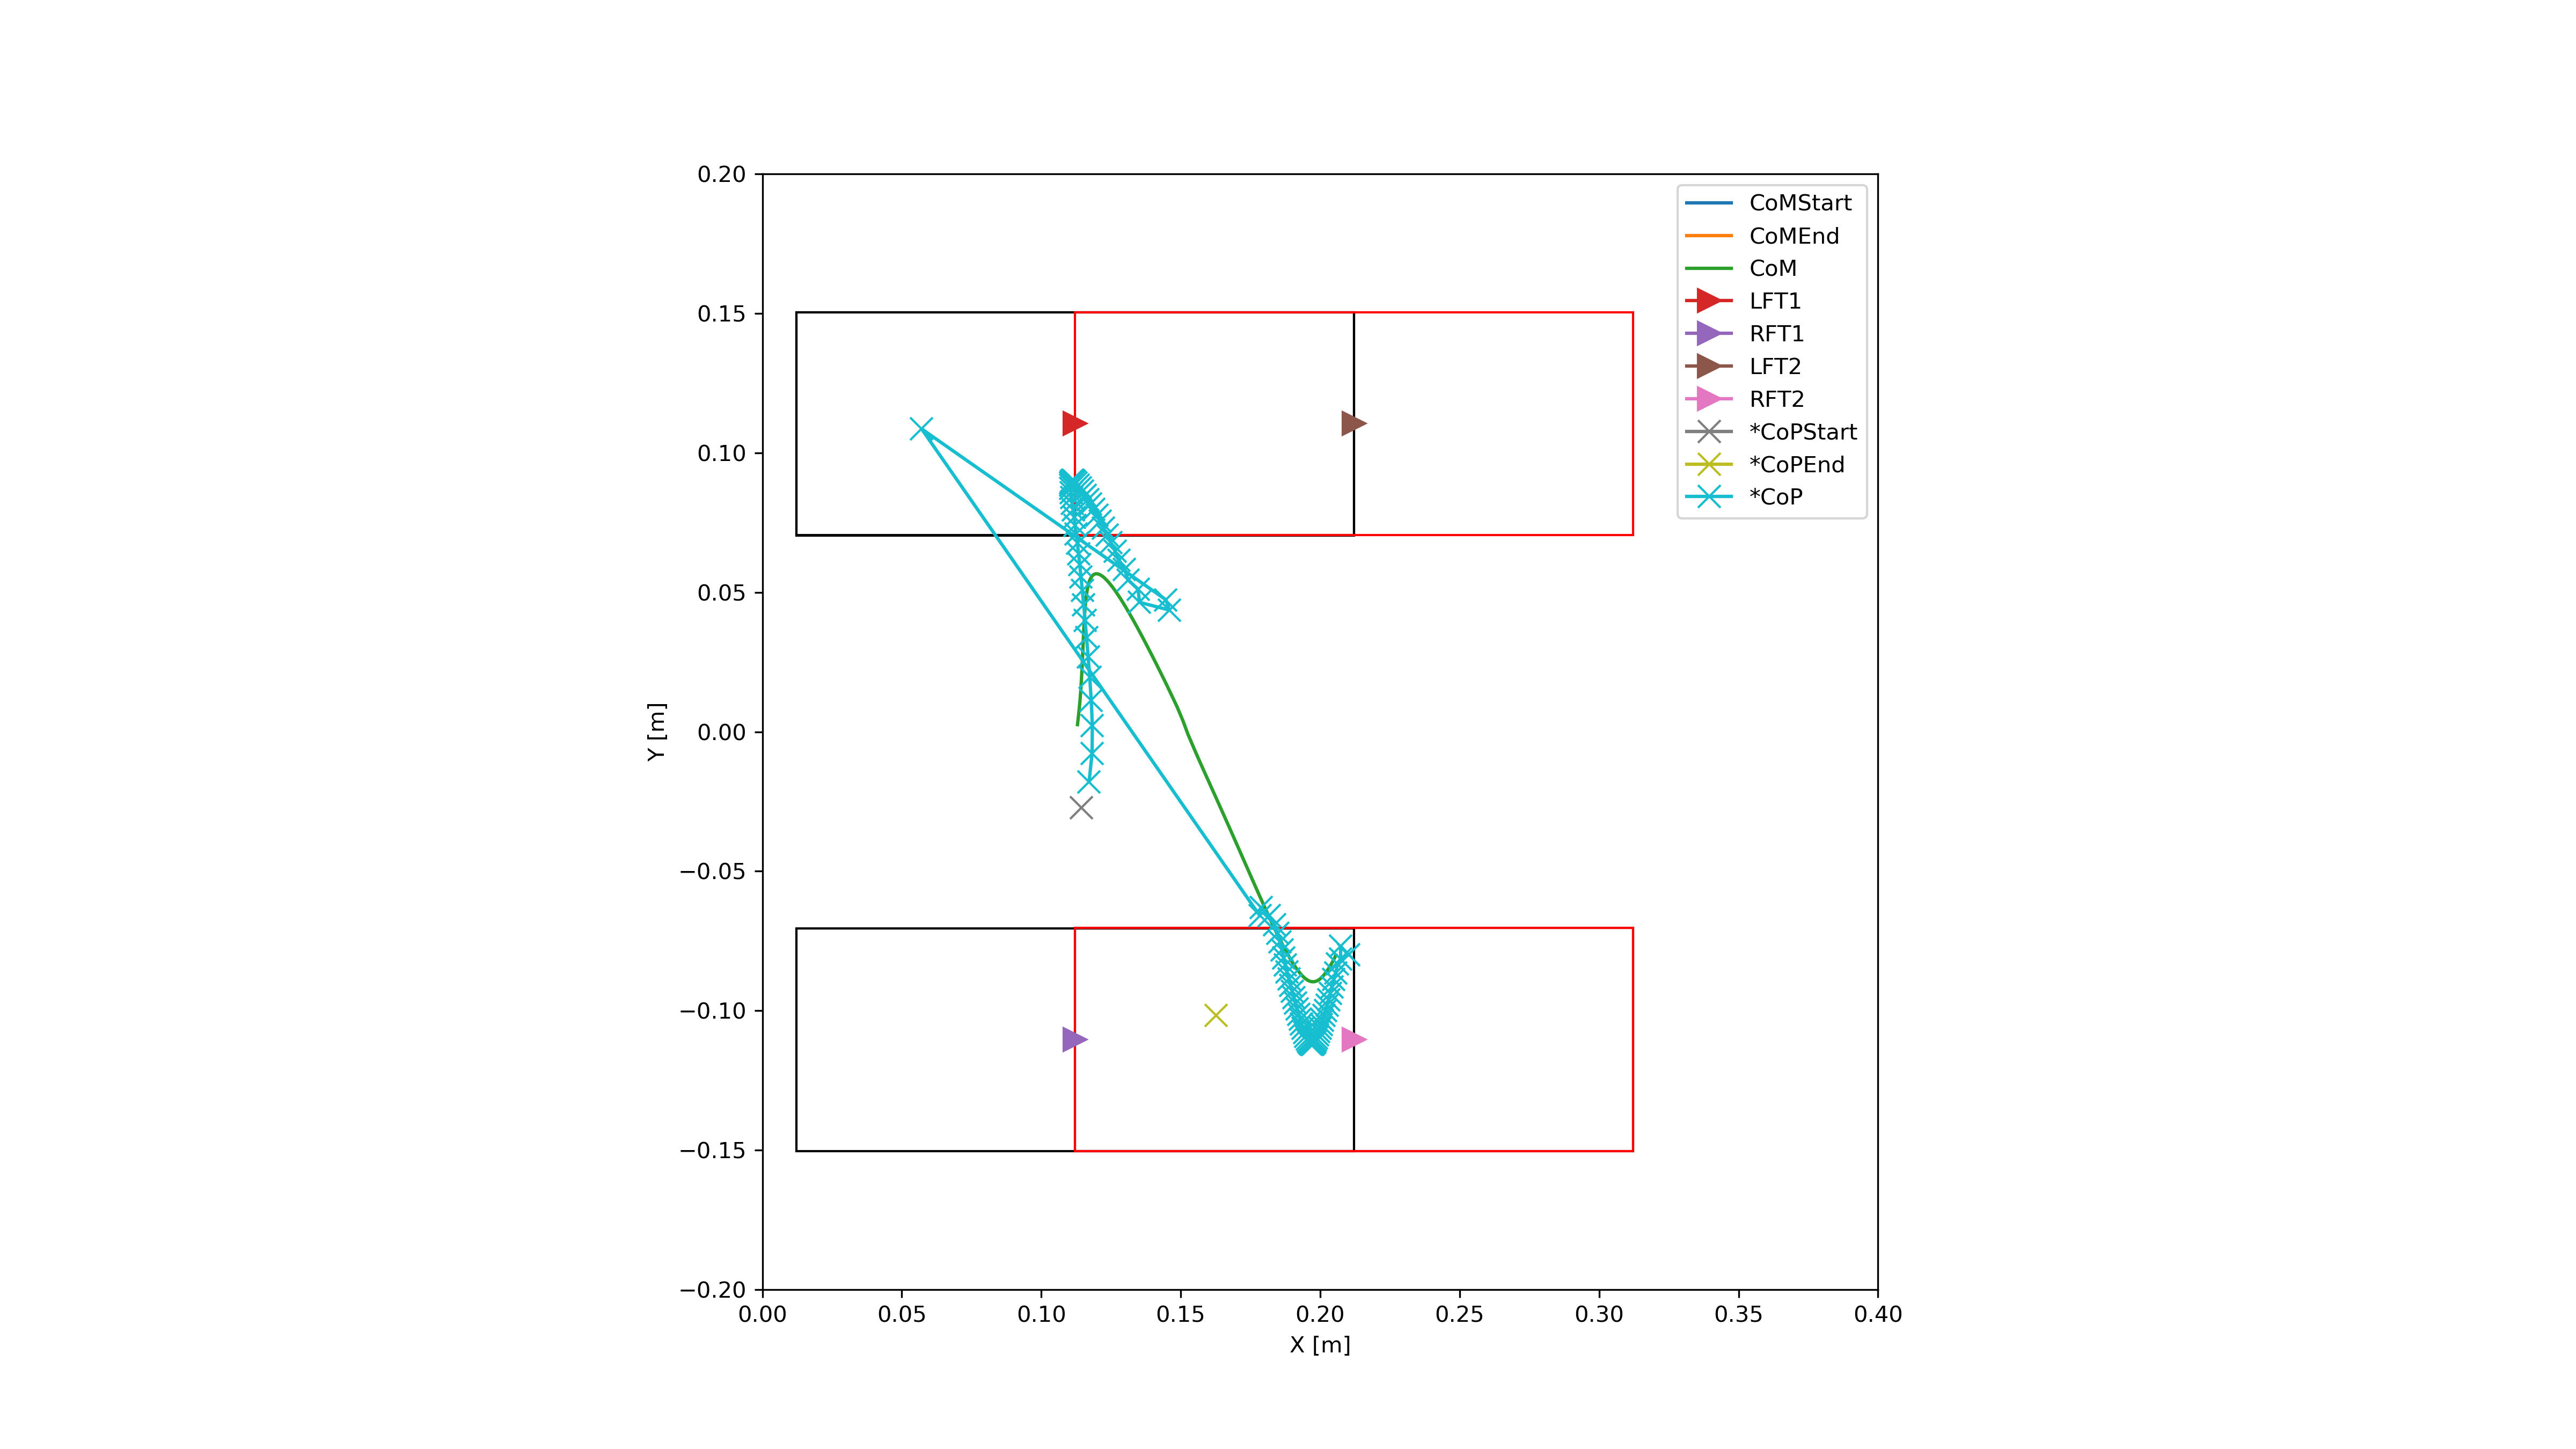 0.20
0.15
0.10
0.05
0.00
−0.05
−0.10
−0.15
−0.20
Y [m]
0.00 0.05 0.10 0.15 0.20 0.25 0.30 0.35 0.40
X [m]
CoMStart
CoMEnd
CoM
LFT1
RFT1
LFT2
RFT2
*CoPStart
*CoPEnd
*CoP